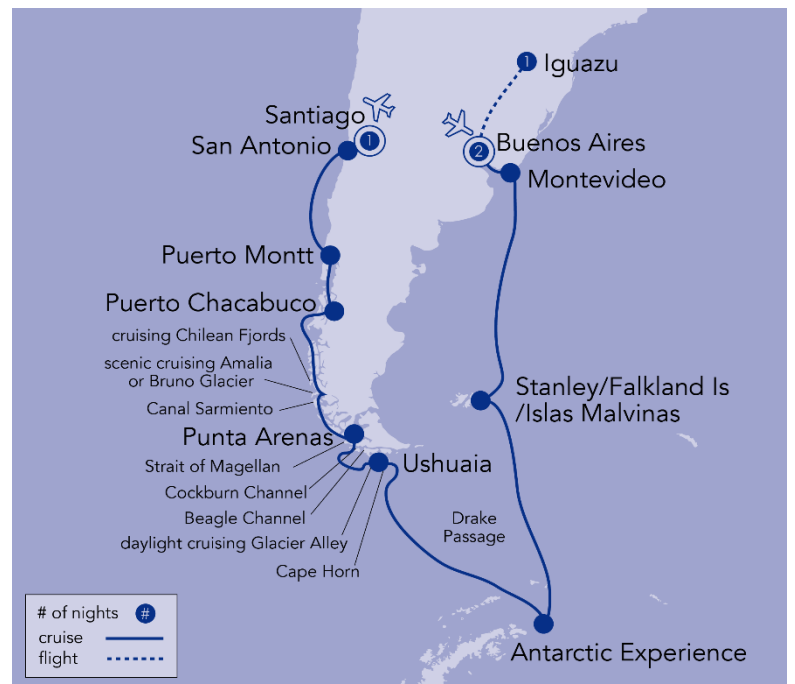 1
Iguazu
Santiago
1
San Antonio
2
Buenos Aires
Montevideo
Puerto Montt
Puerto Chacabuco
cruising Chilean Fjords
scenic cruising Amalia
or Bruno Glacier
Canal Sarmiento
Stanley/Falkland Is
/Islas Malvinas
Punta Arenas
Strait of Magellan
Ushuaia
Cockburn Channel
Beagle Channel
daylight cruising Glacier Alley
Cape Horn
Drake
Passage
# of nights #
cruise
flight
Antarctic Experience